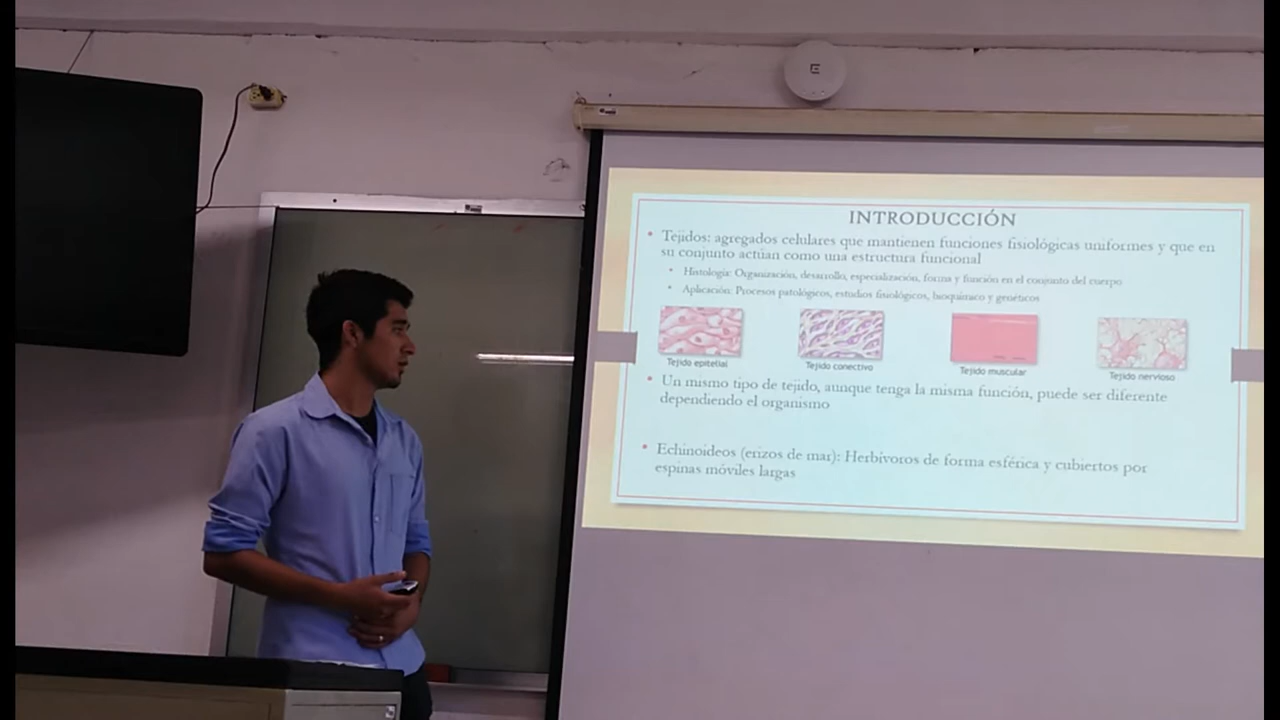 INTRODUCCIÓN
• Tejidos: agregados celulares que mantienen funciones fisiológicas uniformes y que en
su conjunto actúan como una estructura funcional
• Histología: Organización, desarrollo, especialización, forma y función en el conjunto del cuerpo
• Aplicación: Procesos patológicos, estudios fisiológicos, bioquímico y genéticos
Tejido epitelial
Tejido conectivo
Tejido muscular
Tejido nervioso
• Un mismo tipo de tejido, aunque tenga la misma función, puede ser diferente
dependiendo el organismo
• Echinoideos (erizos de mar): Herbívoros de forma esférica y cubiertos por
espinas móviles largas